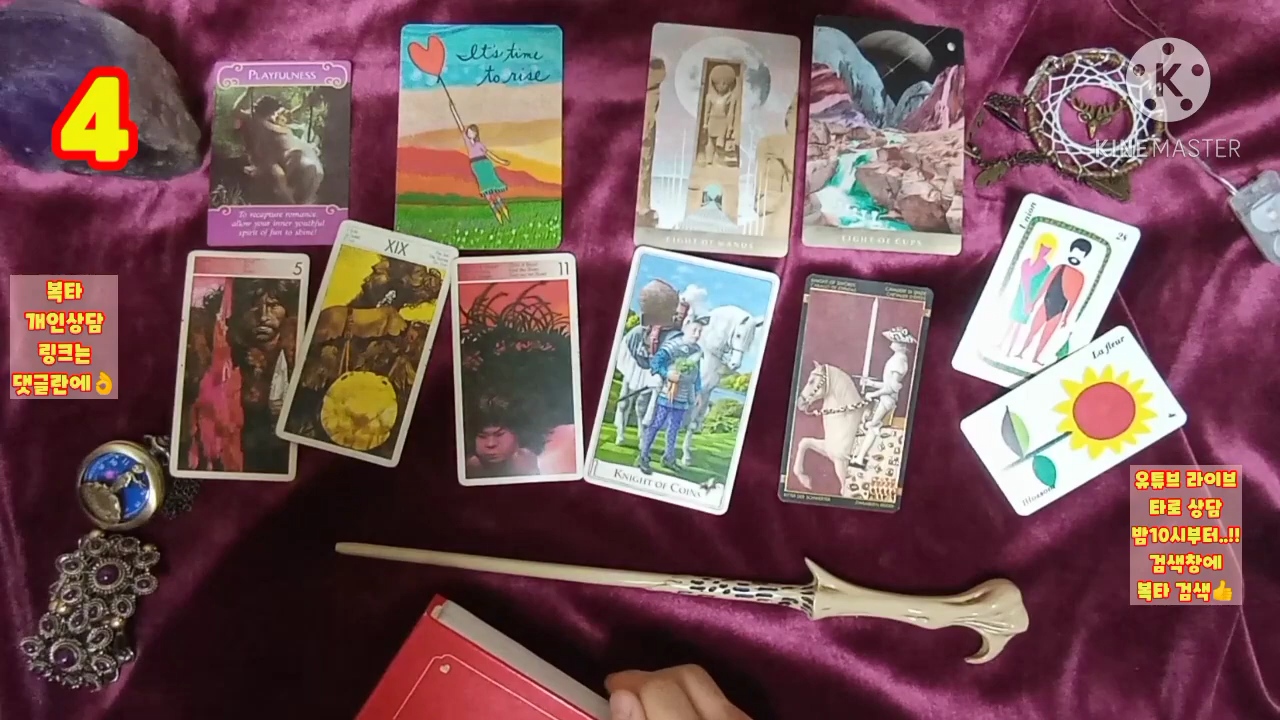 4
복타
개인상담
링크는
댓글란에👌
PLAYFULNESS
To recapture romance,
allow your inner youthful
spirit of fun to shine!
It's time
to rise
EIGHT OF WANDS
EIGHT OF CUPS
K
KINEMASTER
5
XIX
11
KNIGHT OF COINS
KNIGHT OF SWORDS
Union
28
La fleur
Blossom
유튜브 라이브
타로 상담
밤10시부터..!!
검색창에
복타 검색👍